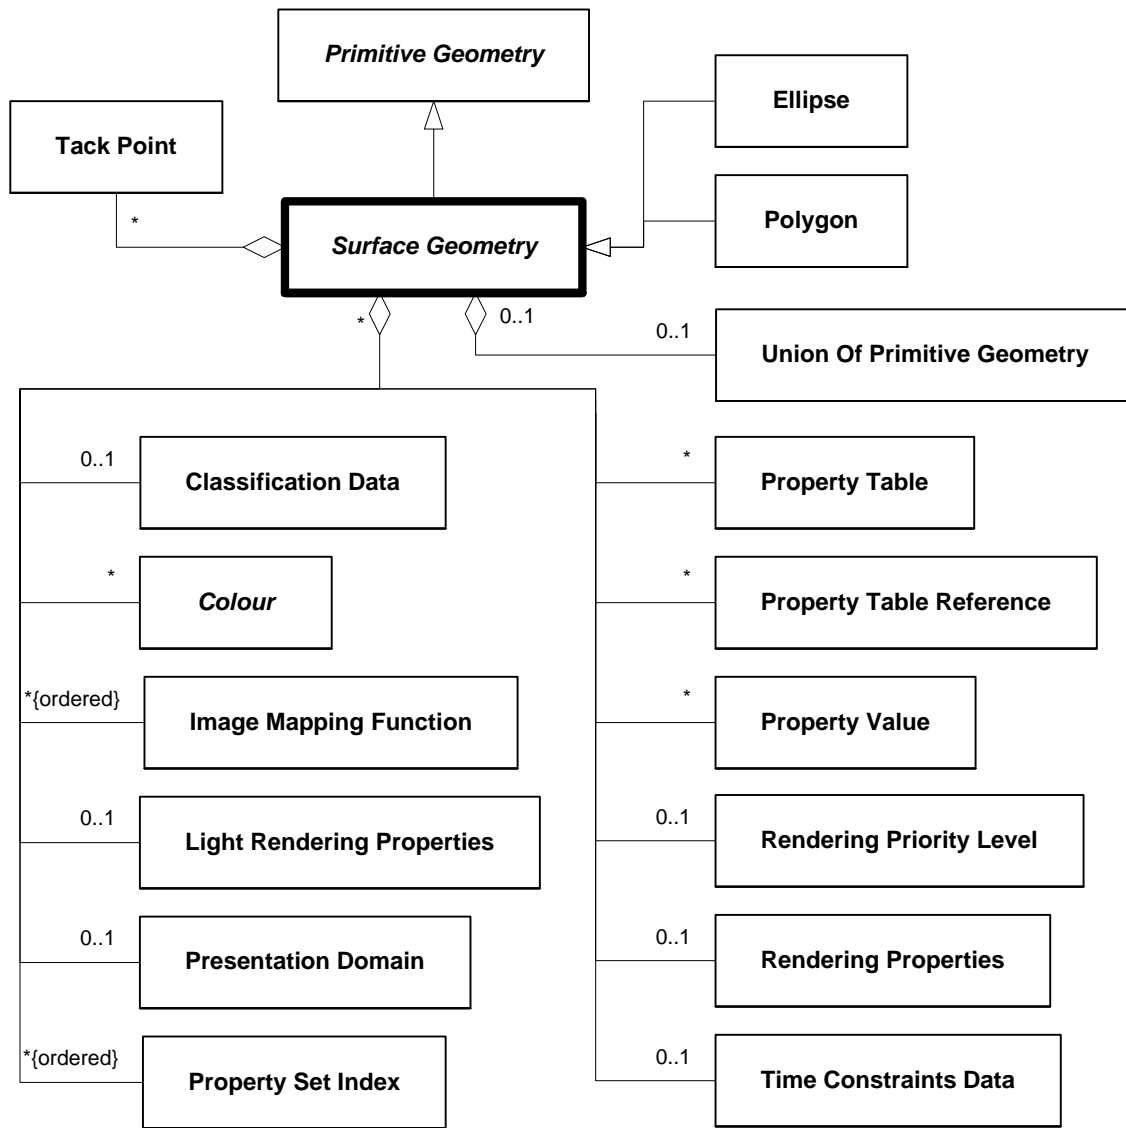 Primitive Geometry
Ellipse
Tack Point
Polygon
*
Surface Geometry
*
0..1
0..1
Union Of Primitive Geometry
0..1
Classification Data
*
Property Table
*
Colour
*
Property Table Reference
*{ordered}
Image Mapping Function
*
Property Value
0..1
Light Rendering Properties
0..1
Rendering Priority Level
0..1
Presentation Domain
0..1
Rendering Properties
*{ordered}
Property Set Index
0..1
Time Constraints Data